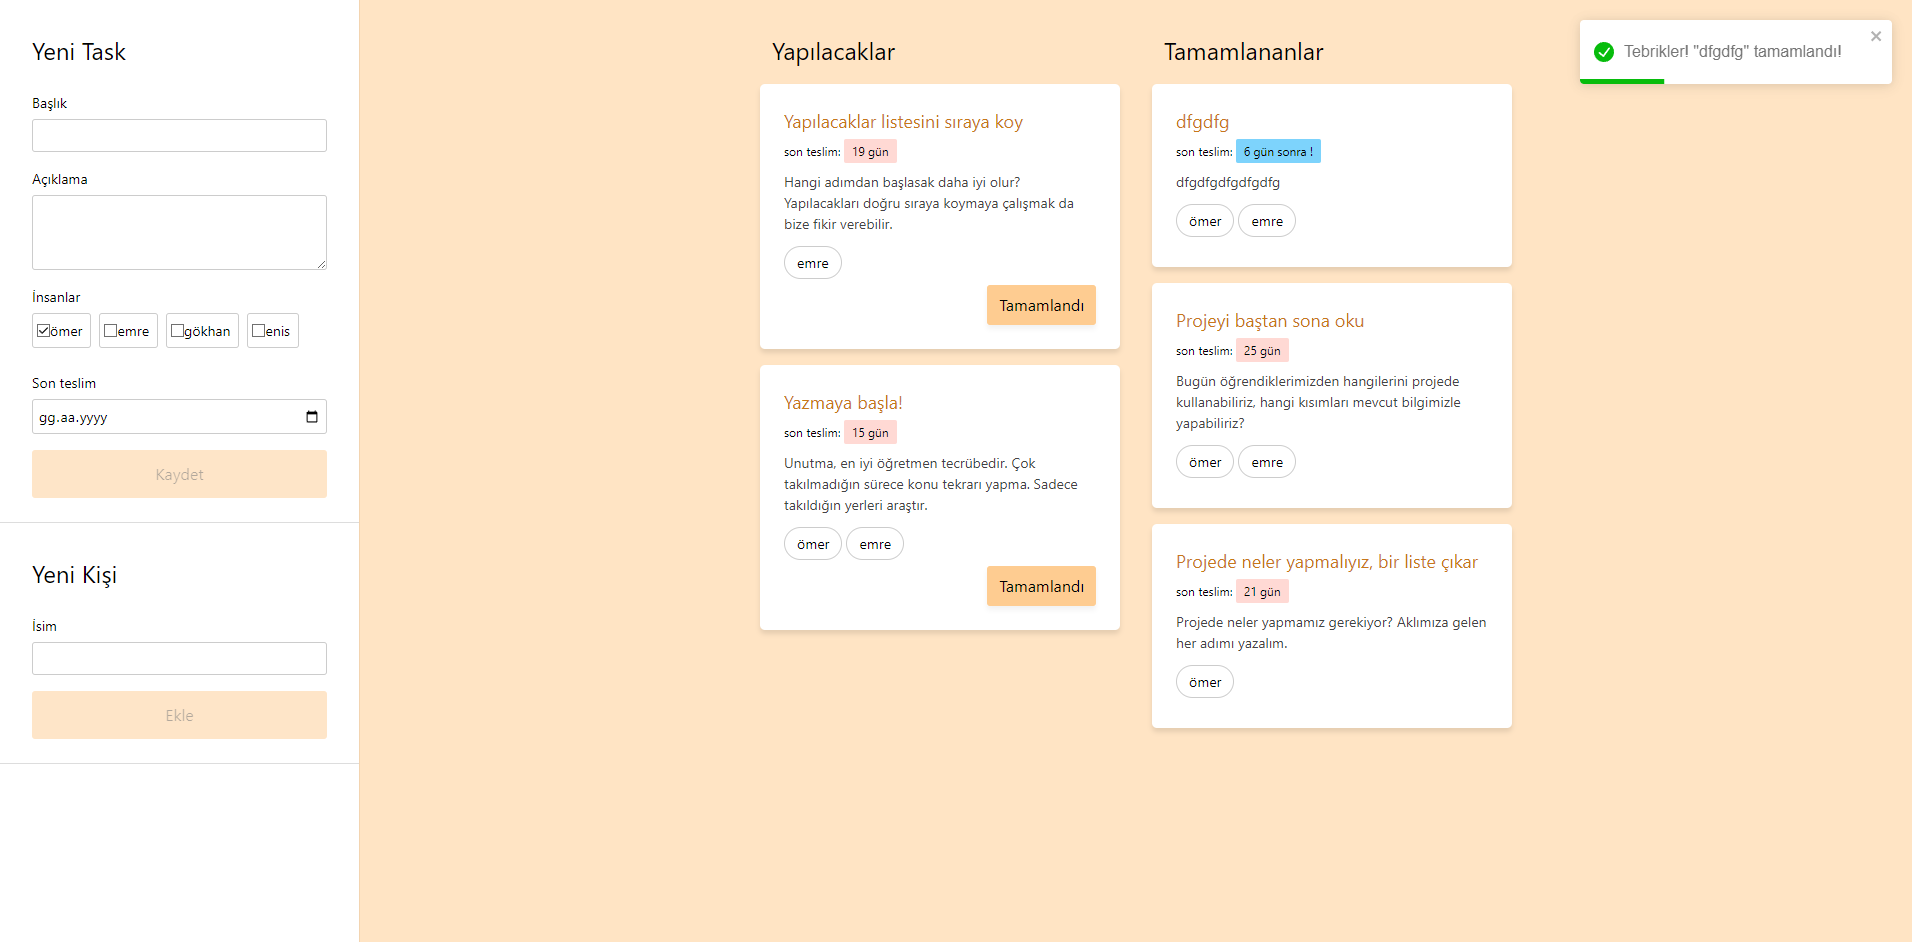 Yeni Task
Başlık
Açıklama
İnsanlar
ömer emre gökhan enis
Son teslim
gg.aa.yyyy
Kaydet
Yeni Kişi
İsim
Ekle
Yapılacaklar
Yapılacaklar listesini sıraya koy
son teslim: 19 gün
Hangi adımdan başlasak daha iyi olur?
Yapılacakları doğru sıraya koymaya çalışmak da
bize fikir verebilir.
emre
Tamamlandı
Yazmaya başla!
son teslim: 15 gün
Unutma, en iyi öğretmen tecrübedir. Çok
takılmadığın sürece konu tekrarı yapma. Sadece
takıldığın yerleri araştır.
ömer emre
Tamamlandı
Tamamlananlar
dfgdfg
son teslim: 6 gün sonra !
dfgdfgdfgdfgdfg
ömer emre
Projeyi baştan sona oku
son teslim: 25 gün
Bugün öğrendiklerimizden hangilerini projede
kullanabiliriz, hangi kısımları mevcut bilgimizle
yapabiliriz?
ömer emre
Projede neler yapmalıyız, bir liste çıkar
son teslim: 21 gün
Projede neler yapmamız gerekiyor? Aklımıza gelen
her adımı yazalım.
ömer
Tebrikler! "dfgdfg" tamamlandı!